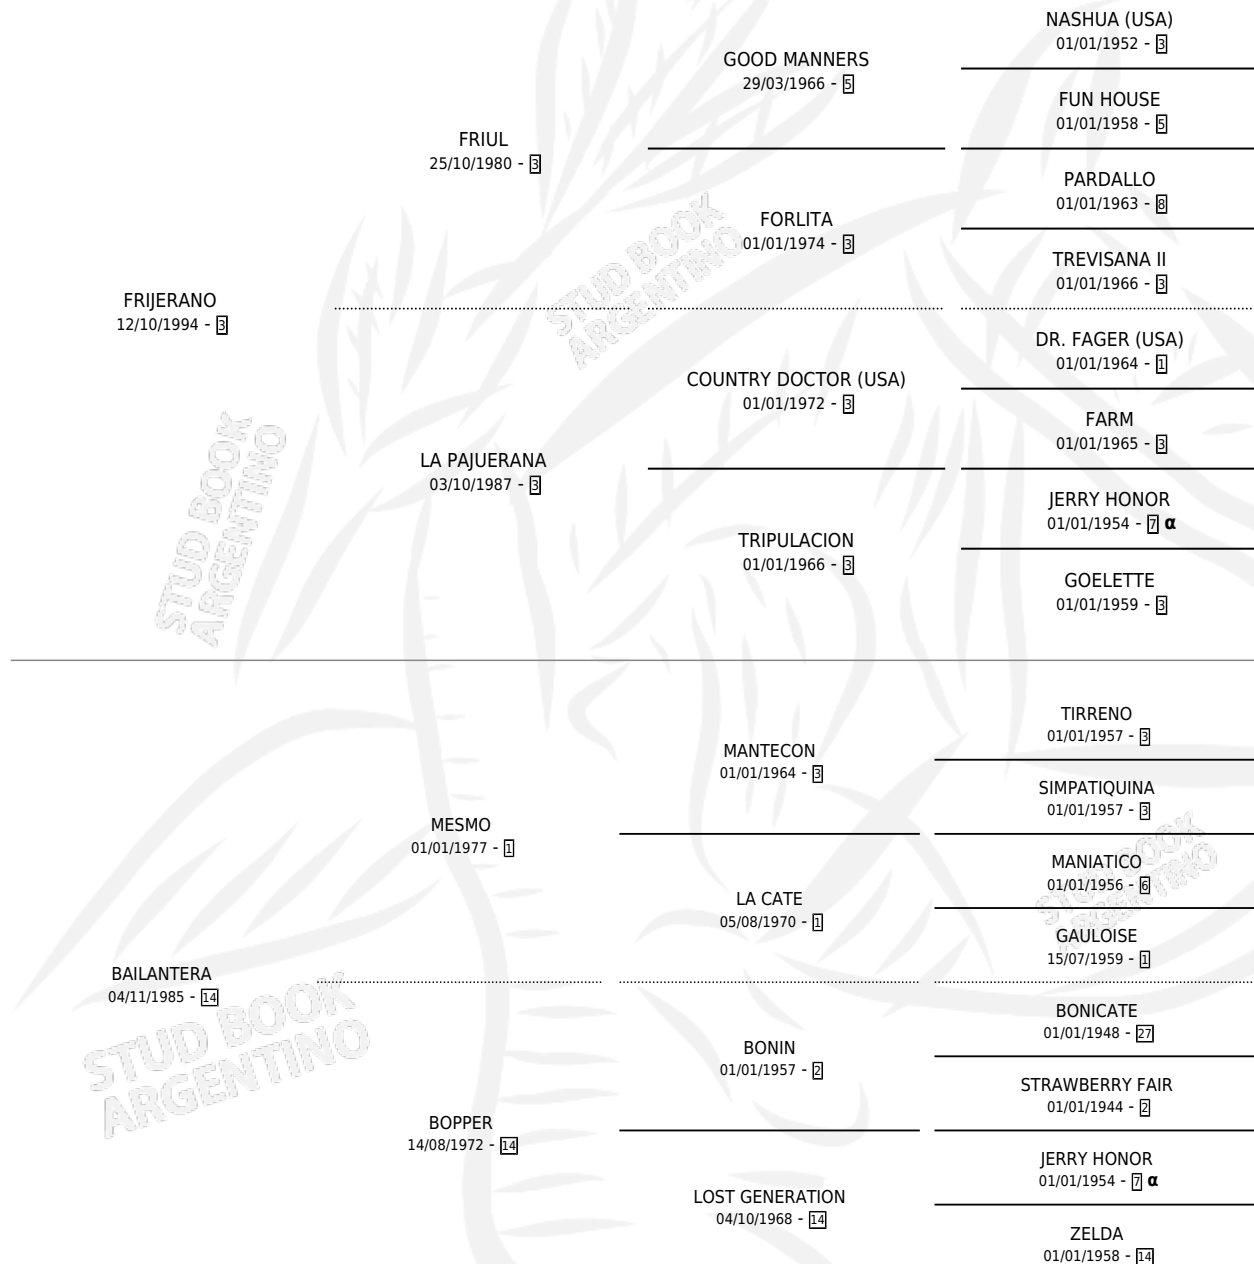 NASHUA (USA)
01/01/1952 - 3
GOOD MANNERS
29/03/1966 - 5
FUN HOUSE
01/01/1958 - 5
FRIUL
25/10/1980 - 3
PARDALLO
01/01/1963 - 8
FORLITA
01/01/1974 - 3
TREVISANA II
01/01/1966 - 3
FRIJERANO
12/10/1994 - 3
DR. FAGER (USA)
01/01/1964 - 1
COUNTRY DOCTOR (USA)
01/01/1972 - 3
FARM
01/01/1965 - 3
LA PAJUERANA
03/10/1987 - 3
JERRY HONOR
01/01/1954 - 7 α
TRIPULACION
01/01/1966 - 3
GOELETTE
01/01/1959 - 3
TIRRENO
01/01/1957 - 3
MANTECON
01/01/1964 - 3
SIMPATIQUINA
01/01/1957 - 3
MESMO
01/01/1977 - 1
MANIATICO
01/01/1956 - 6
LA CATE
05/08/1970 - 1
GAULOISE
15/07/1959 - 1
BAILANTERA
04/11/1985 - 14
BONICATE
01/01/1948 - 27
BONIN
01/01/1957 - 2
STRAWBERRY FAIR
01/01/1944 - 2
BOPPER
14/08/1972 - 14
JERRY HONOR
01/01/1954 - 7 α
LOST GENERATION
04/10/1968 - 14
ZELDA
01/01/1958 - 14
STUD BOOK
ARGENTINO
STUD BOOK
ARGENTINO
STUD BOOK
ARGENTINO
STUD BOOK
ARGENTINO